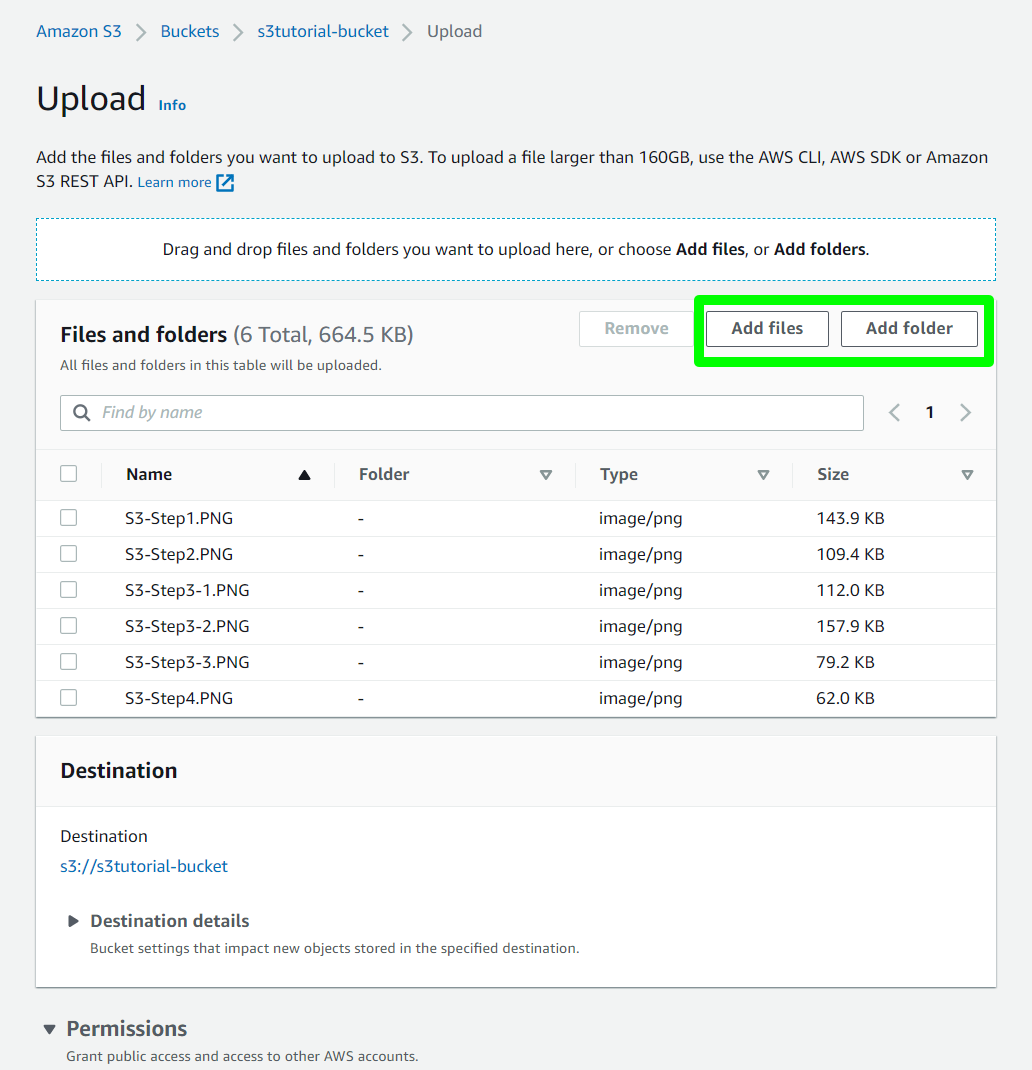 Amazon S3 > Buckets > s3tutorial-bucket > Upload
Upload Info
Add the files and folders you want to upload to S3. To upload a file larger than 160GB, use the AWS CLI, AWS SDK or Amazon
S3 REST API. Learn more
Drag and drop files and folders you want to upload here, or choose Add files, or Add folders.
Files and folders (6 Total, 664.5 KB) Remove Add files Add folder
All files and folders in this table will be uploaded.
Find by name 1
Name Folder Type Size
S3-Step1.PNG - image/png 143.9 KB
S3-Step2.PNG - image/png 109.4 KB
S3-Step3-1.PNG - image/png 112.0 KB
S3-Step3-2.PNG - image/png 157.9 KB
S3-Step3-3.PNG - image/png 79.2 KB
S3-Step4.PNG - image/png 62.0 KB
Destination
Destination
s3://s3tutorial-bucket
Destination details
Bucket settings that impact new objects stored in the specified destination.
Permissions
Grant public access and access to other AWS accounts.